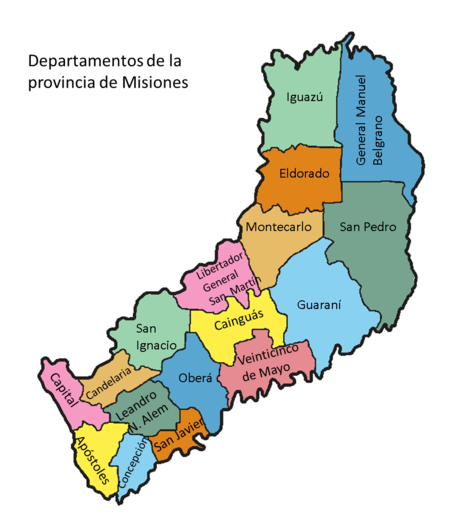 Departamentos de la
provincia de Misiones
Iguazú
General Manuel
Belgrano
Eldorado
Montecarlo
San Pedro
Libertador
General
San Martín
Guaraní
Cainguás
San
Ignacio
Veinticinco
de Mayo
Oberá
Candelaria
Capital
Leandro
N. Alem
San Javier
Apóstoles
Concepción